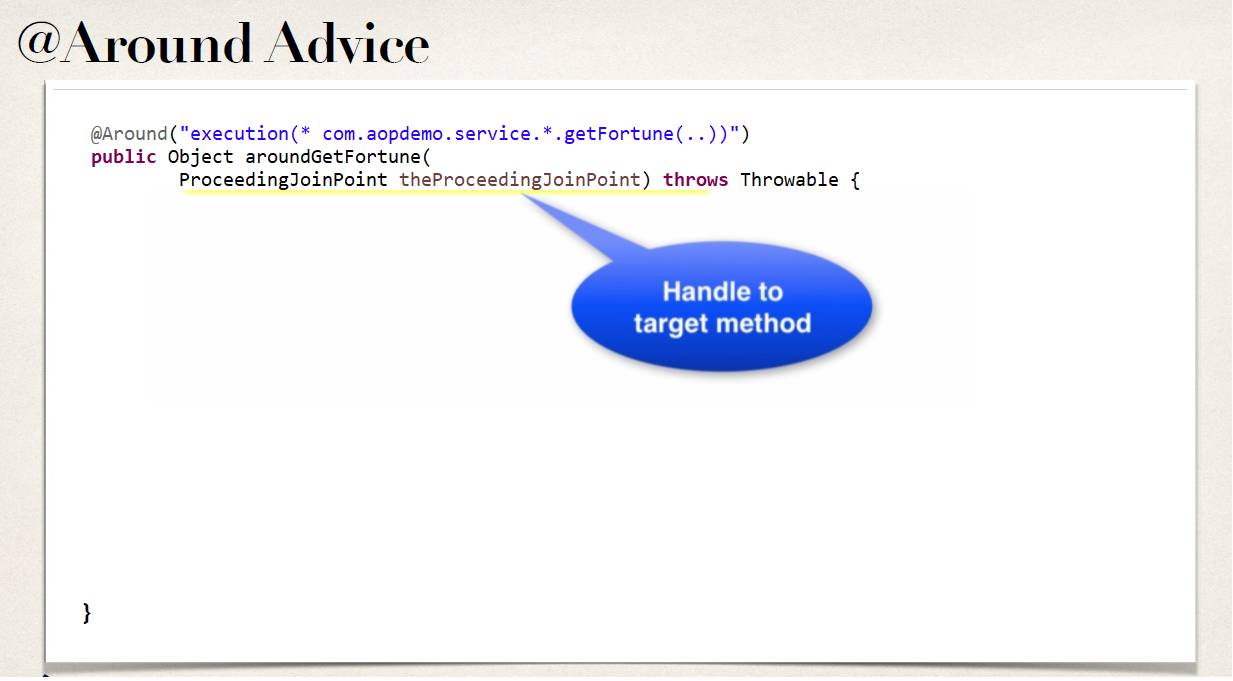 @Around Advice
@Around("execution(* com.aopdemo.service.*.getFortune(..))")
public Object aroundGetFortune(
ProceedingJoinPoint theProceedingJoinPoint) throws Throwable {
Handle to
target method
}